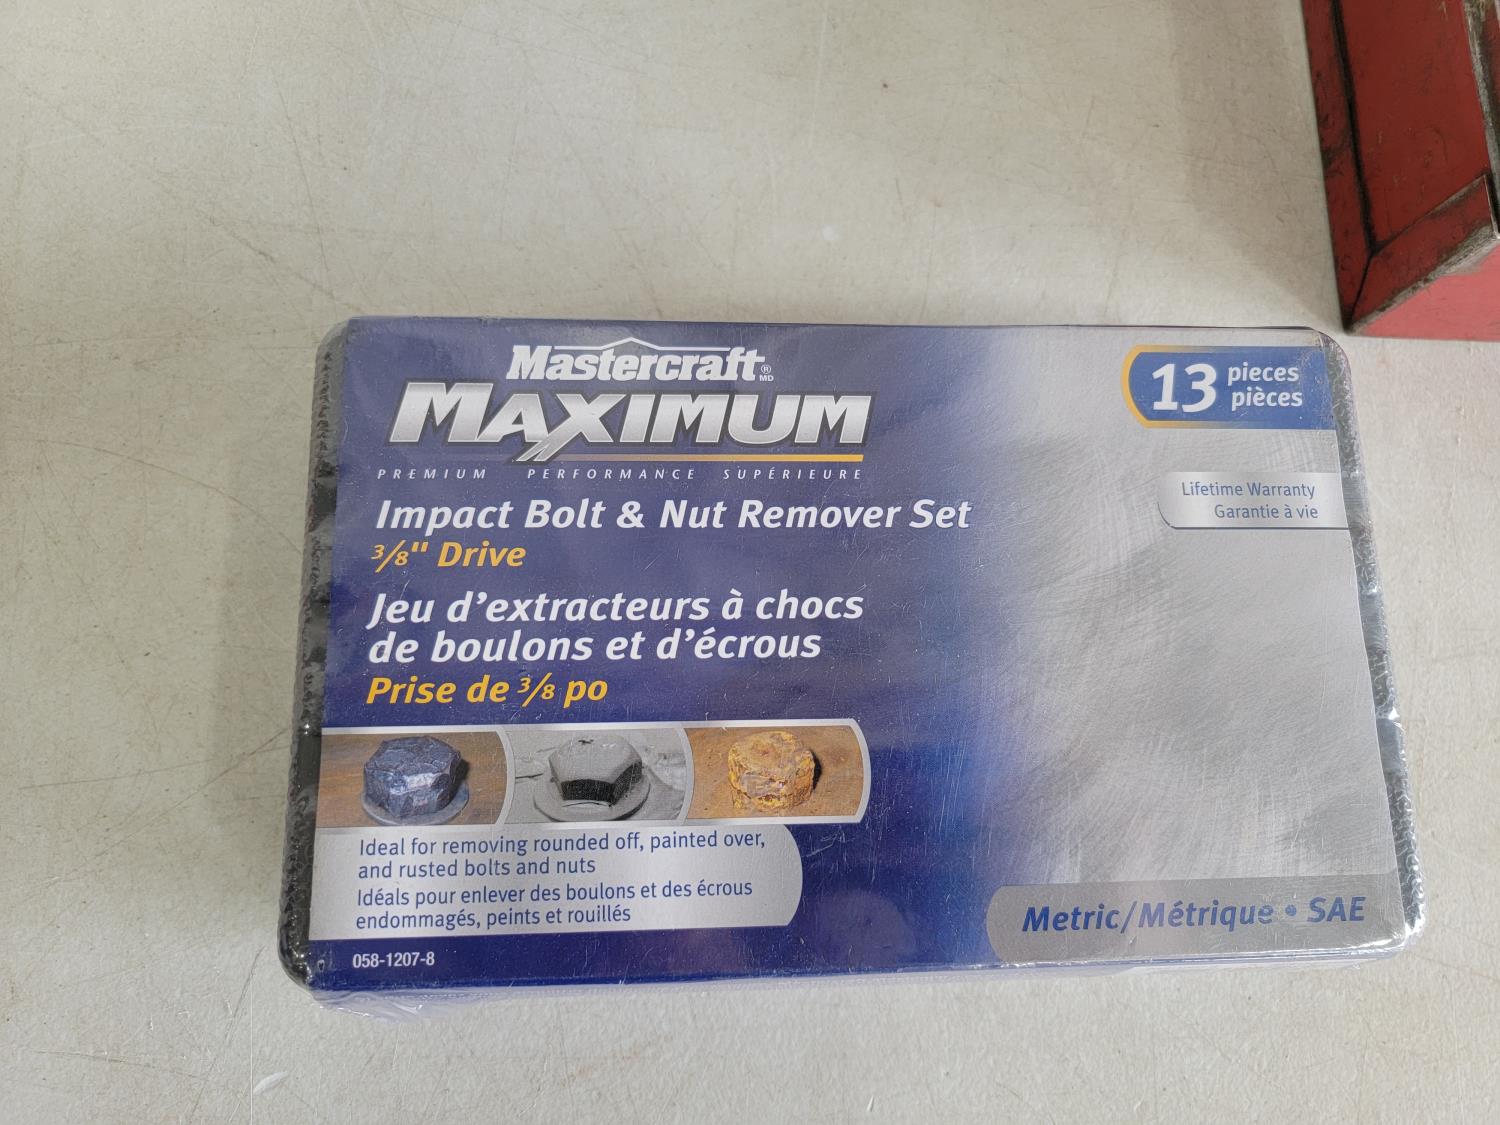 Mastercraft® MD
MAXIMUM
PREMIUM PERFORMANCE SUPÉRIEURE
Impact Bolt & Nut Remover Set
3/8" Drive
Jeu d'extracteurs à chocs
de boulons et d'écrous
Prise de 3/8 po
13 pieces
pièces
Lifetime Warranty
Garantie à vie
Ideal for removing rounded off, painted over,
and rusted bolts and nuts
Idéals pour enlever des boulons et des écrous
endommagés, peints et rouillés
058-1207-8
Metric/Métrique • SAE